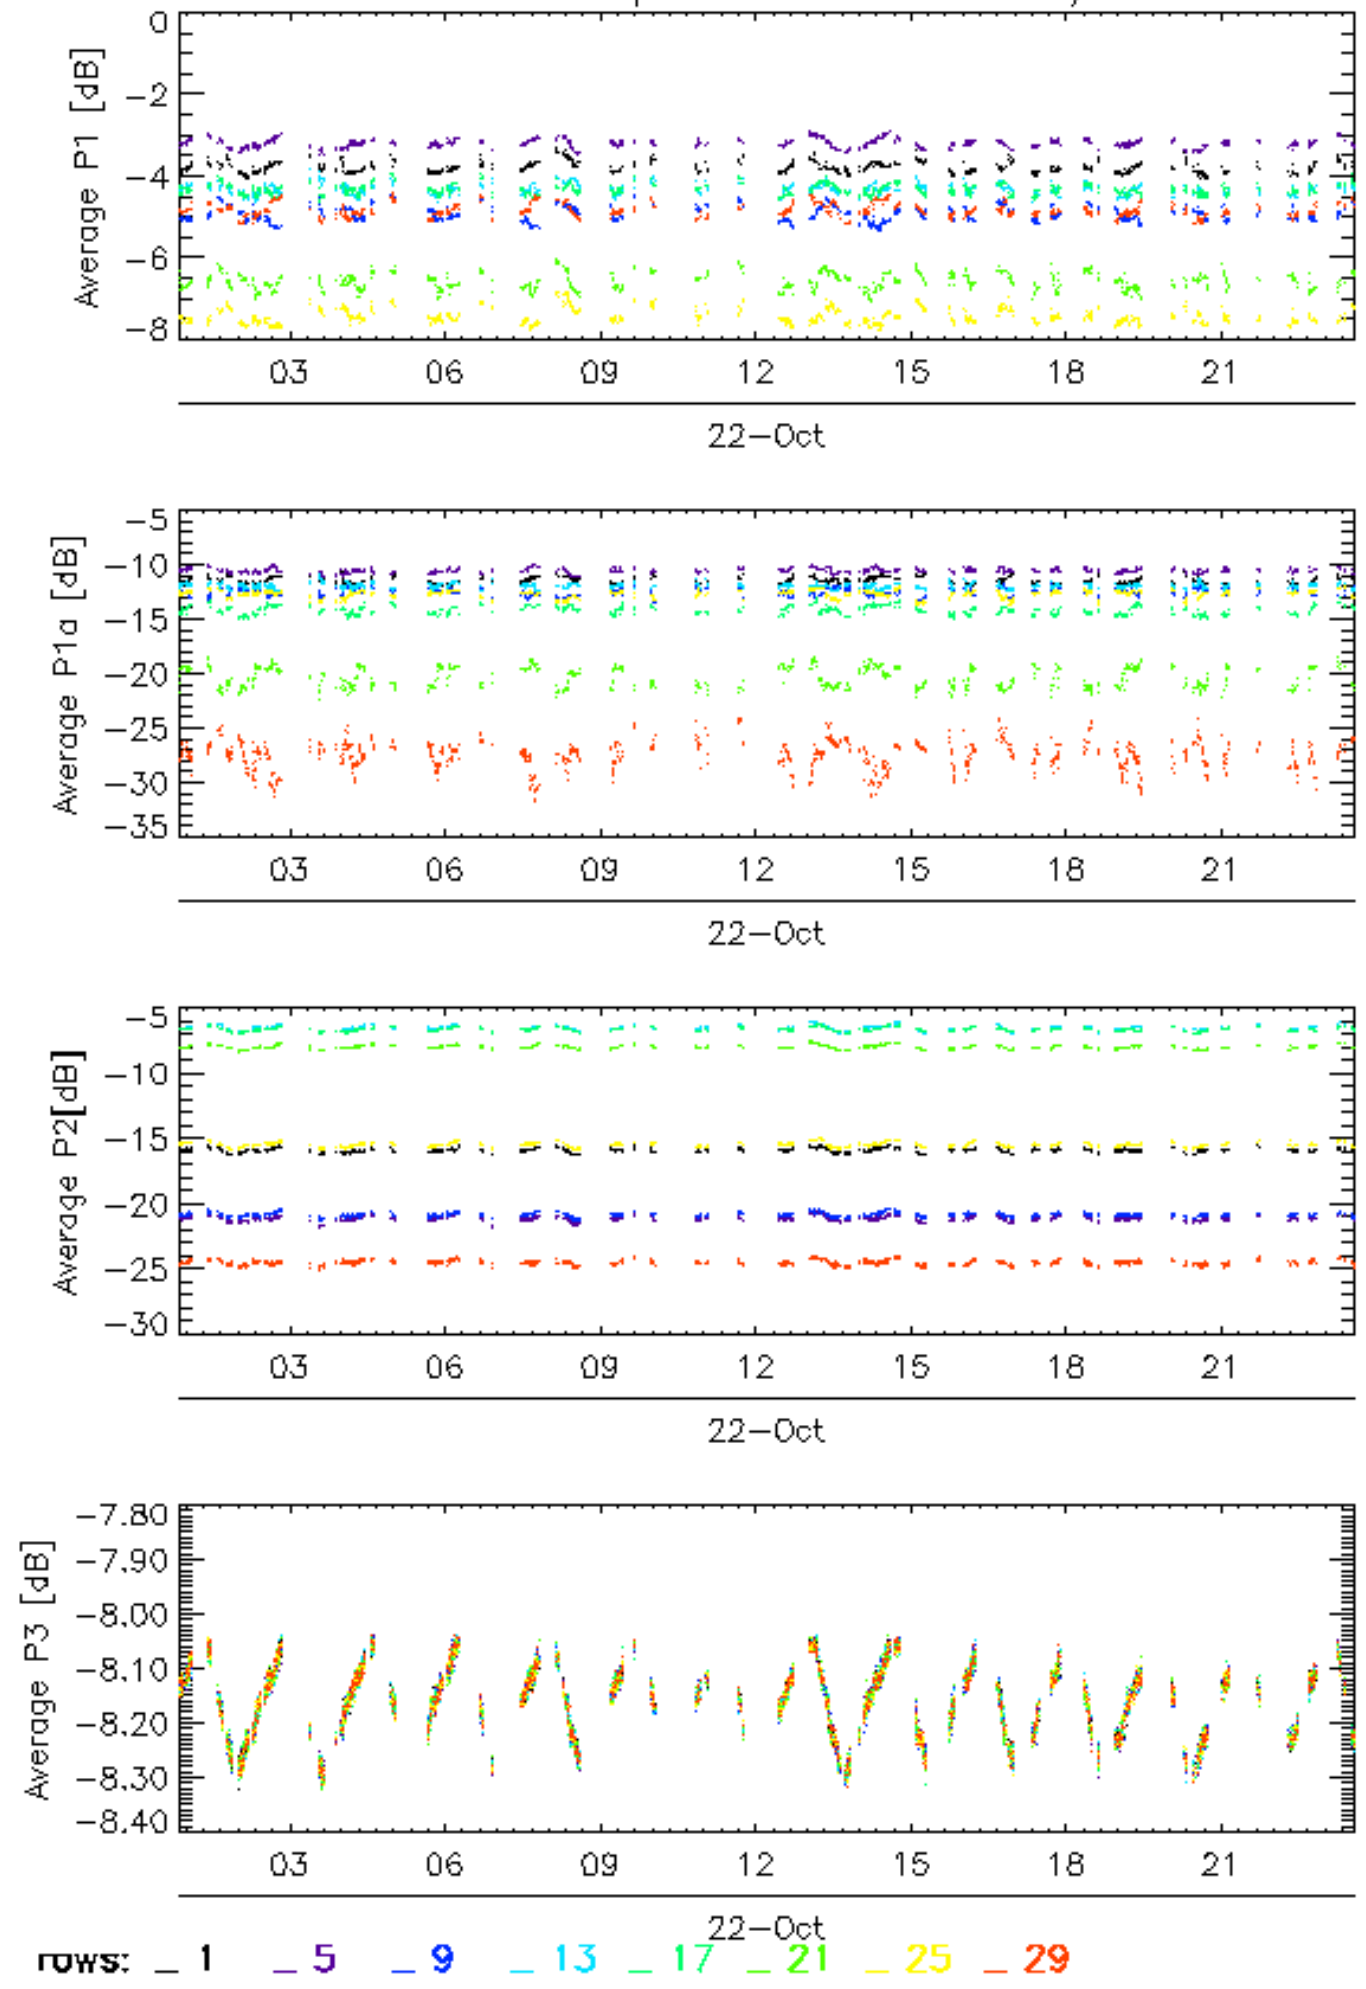 0
-2
-4
-6
-8
Average P1 [dB]
03 06 09 12 15 18 21
22-Oct
-5
-10
-15
-20
-25
-30
-35
Average P1a [dB]
03 06 09 12 15 18 21
22-Oct
-5
-10
-15
-20
-25
-30
Average P2[dB]
03 06 09 12 15 18 21
22-Oct
-7.80
-7.90
-8.00
-8.10
-8.20
-8.30
-8.40
Average P3 [dB]
03 06 09 12 15 18 21
22-Oct
rows: _ 1 _ 5 _ 9 _ 13 _ 17 _ 21 _ 25 _ 29